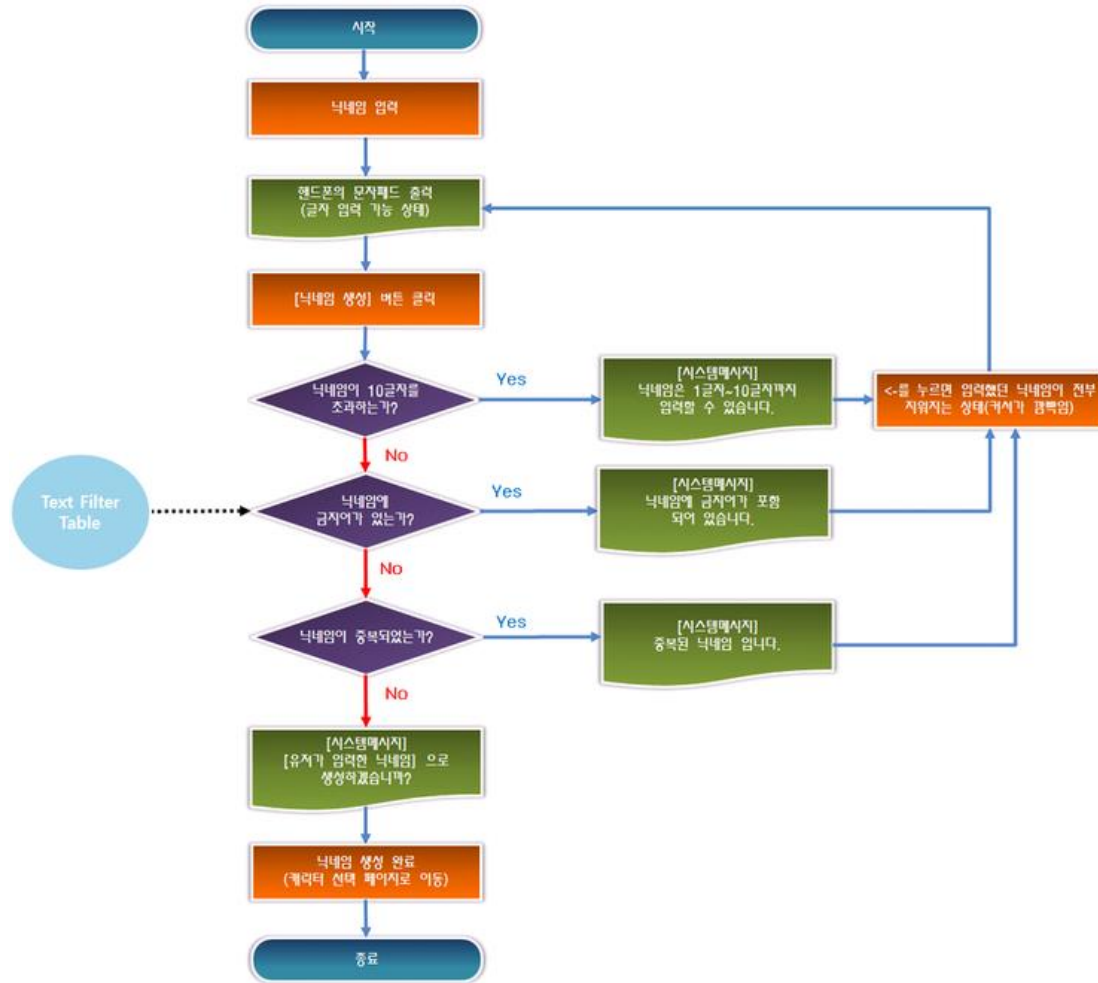 시작
닉네임 입력
핸드폰의 문자패드 출력
(글자 입력 가능 상태)
[닉네임 생성] 버튼 클릭
닉네임이 10글자를
초과하는가?
Yes
[시스템메시지]
닉네임은 1글자~10글자까지
입력할 수 있습니다.
<-를 누르면 입력했던 닉네임이 전부
지워지는 상태(커서가 깜빡임)
No
Text Filter
Table
닉네임에
금지어가 있는가?
Yes
[시스템메시지]
닉네임에 금지어가 포함
되어 있습니다.
No
닉네임이 중복되었는가?
Yes
[시스템메시지]
중복된 닉네임 입니다.
No
[시스템메시지]
[유저가 입력한 닉네임] 으로
생성하겠습니까?
닉네임 생성 완료
(캐릭터 선택 페이지로 이동)
종료